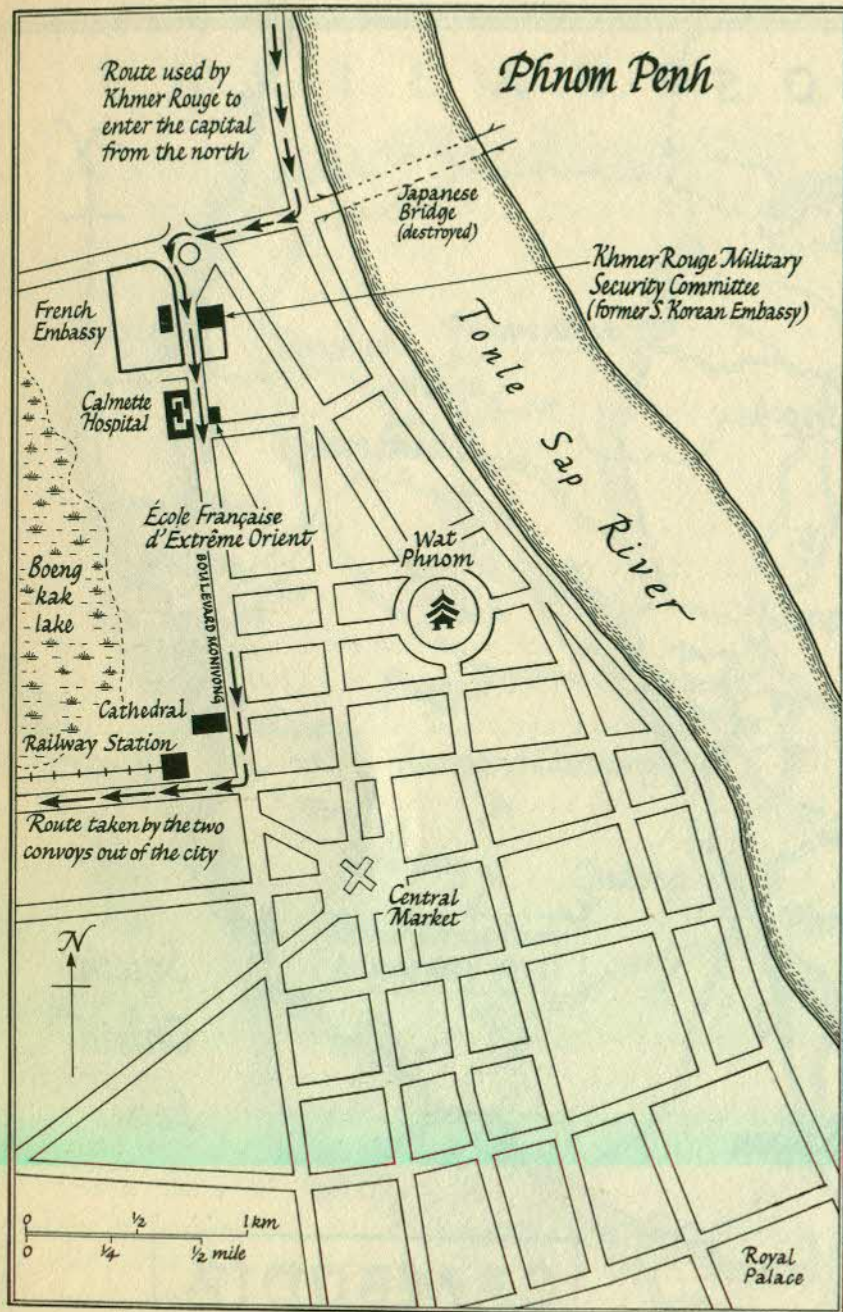 Phnom Penh
Route used by
Khmer Rouge to
enter the capital
from the north
Japanese
Bridge
(destroyed)
Khmer Rouge Military
Security Committee
(former S. Korean Embassy)
French
Embassy
Tonle Sap River
Calmette
Hospital
École Française
d'Extrême Orient
Wat
Phnom
Boeng
kak
lake
BOULEVARD MONIVONG
Cathedral
Railway Station
Route taken by the two
convoys out of the city
Central
Market
N
0 ½ 1 km
0 ¼ ½ mile
Royal
Palace